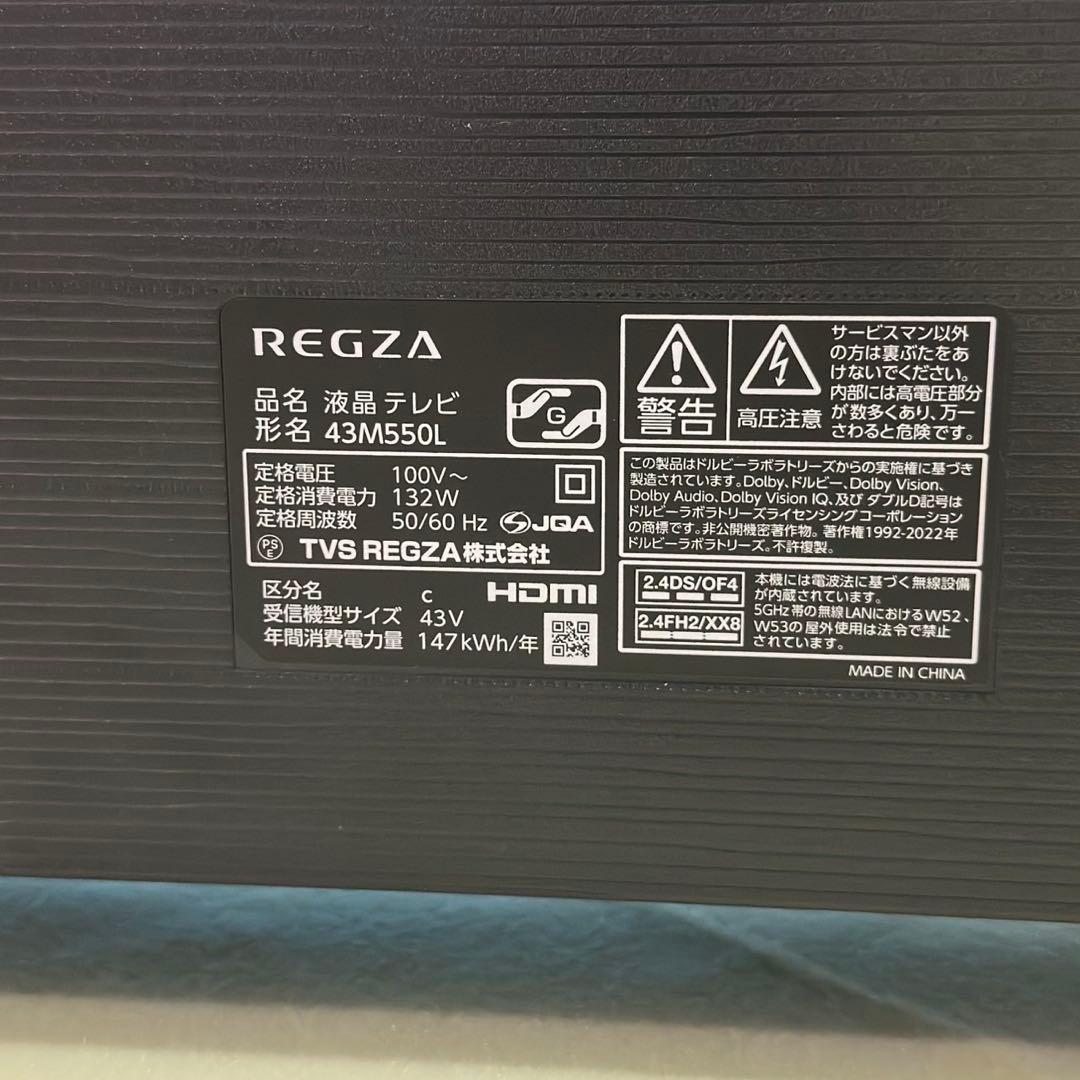 REGZA
品名 液晶テレビ
形名 43M550L
G
定格電圧 100V～
定格消費電力 132W
定格周波数 50/60 Hz
JQA
PS
E
TVS REGZA株式会社
区分名 c
HDMI
受信機型サイズ 43V
年間消費電力量 147kWh/年
警告
高圧注意
サービスマン以外
の方は裏ぶたをあ
けないでください。
内部には高電圧部分
が数多くあり、万一
さわると危険です。
この製品はドルビーラボラトリーズからの実施権に基づき
製造されています。Dolby、ドルビー、Dolby Vision、
Dolby Audio、Dolby Vision IQ、及び ダブルD記号は
ドルビーラボラトリーズライセンシングコーポレーション
の商標です。非公開機密著作物。著作権1992-2022年
ドルビーラボラトリーズ。不許複製。
2.4DS/OF4
2.4FH2/XX8
本機には電波法に基づく無線設備
が内蔵されています。
5GHz帯の無線LANにおけるW52、
W53の屋外使用は法令で禁止
されています。
MADE IN CHINA